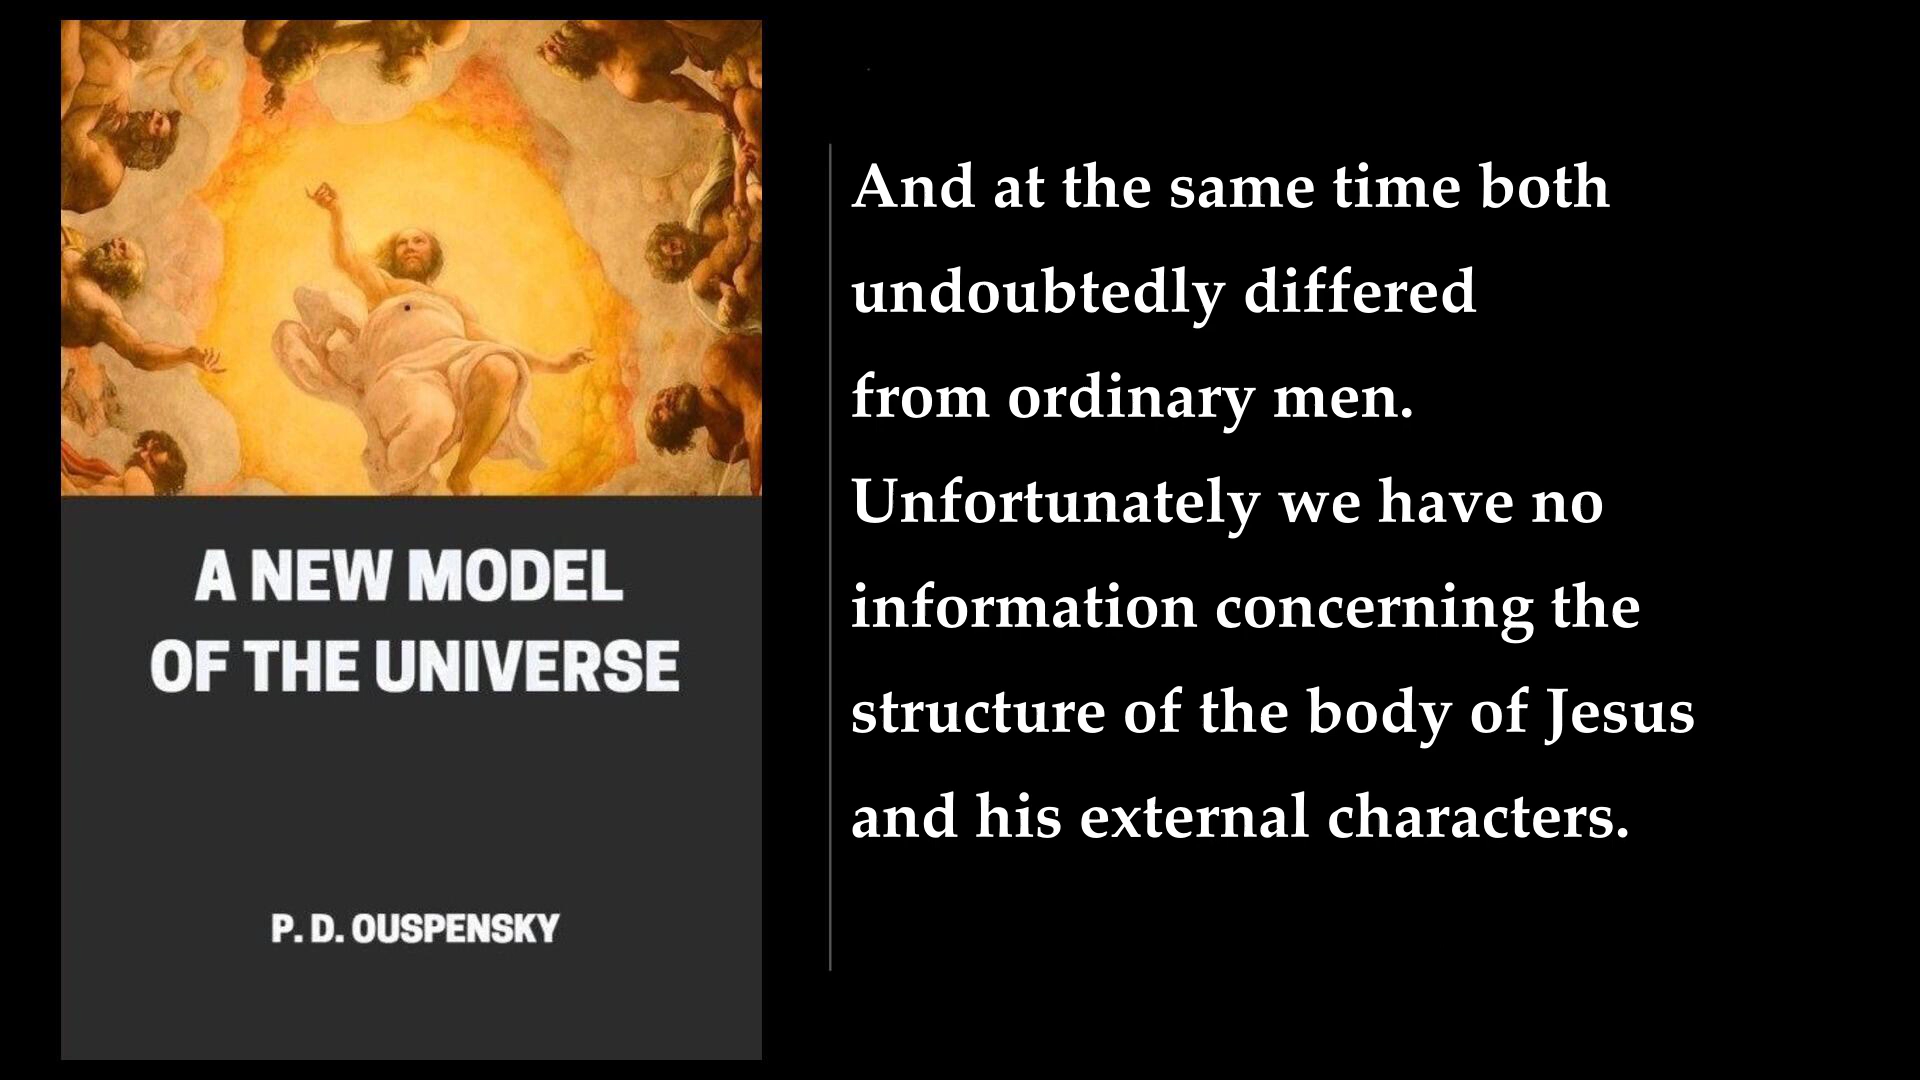 A NEW MODEL
OF THE UNIVERSE
P. D. OUSPENSKY
And at the same time both
undoubtedly differed
from ordinary men.
Unfortunately we have no
information concerning the
structure of the body of Jesus
and his external characters.